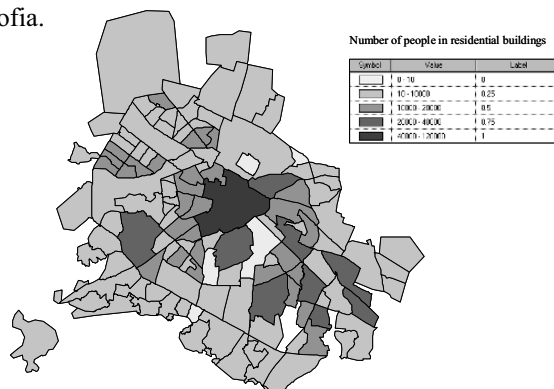 ofia.
Number of people in residential buildings
Symbol Value Label
0 - 10 0
10 - 10000 0.25
10000 - 20000 0.5
20000 - 40000 0.75
40000 - 120000 1